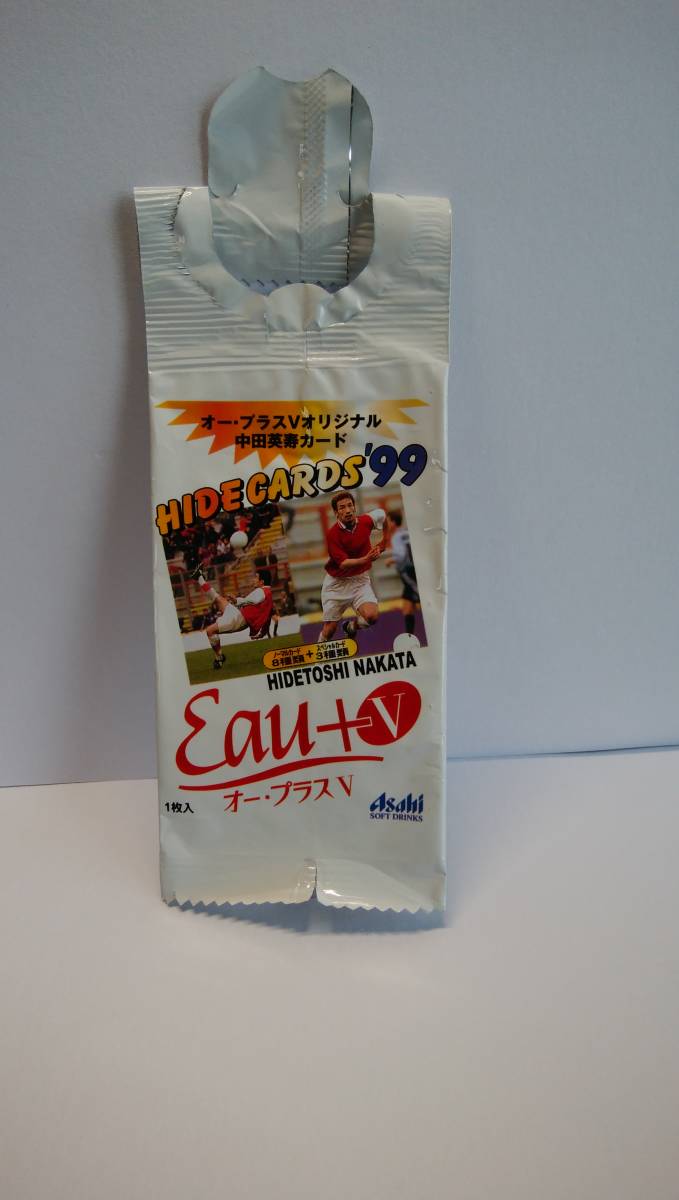 オー・プラスVオリジナル
中田英寿カード
HIDE CARDS '99
ノーマルカード
8種類
+
スペシャルカード
3種類
HIDETOSHI NAKATA
Eau+V
オー・プラスV
1枚入
Asahi
SOFT DRINKS